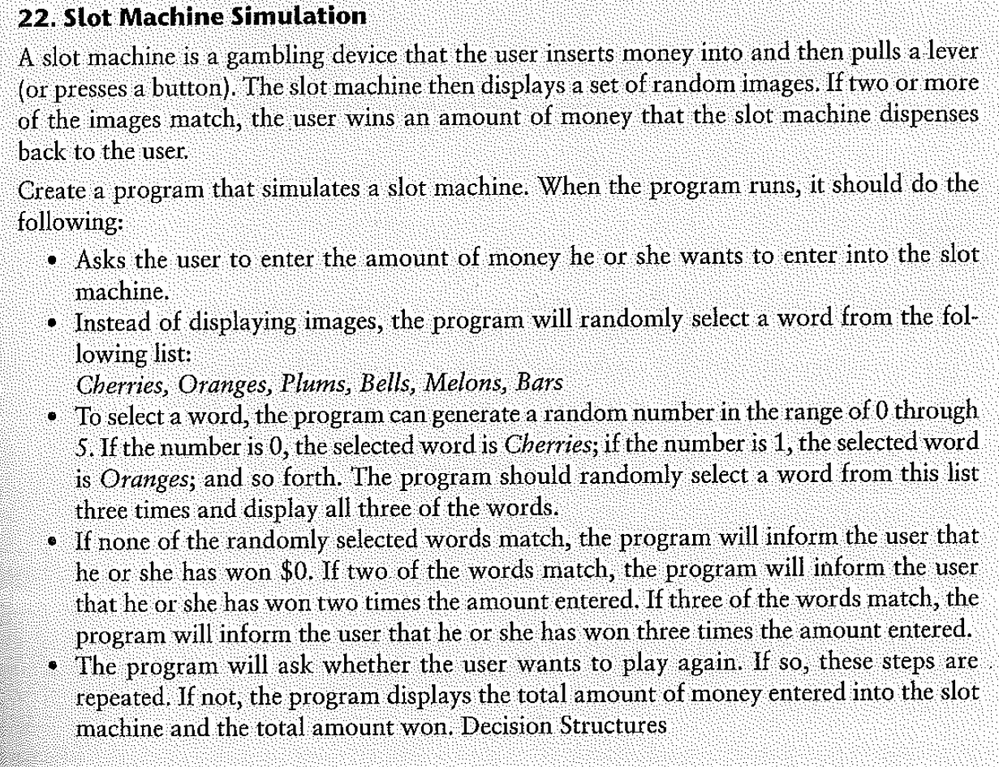 22. Slot Machine Simulation
A slot machine is a gambling device that the user inserts money into and then pulls a lever
(or presses a button). The slot machine then displays a set of random images. If two or more
of the images match, the user wins an amount of money that the slot machine dispenses
back to the user.
Create a program that simulates a slot machine. When the program runs, it should do the
following:
• Asks the user to enter the amount of money he or she wants to enter into the slot
machine.
• Instead of displaying images, the program will randomly select a word from the fol-
lowing list:
Cherries, Oranges, Plums, Bells, Melons, Bars
• To select a word, the program can generate a random number in the range of 0 through
5. If the number is 0, the selected word is Cherries; if the number is 1, the selected word
is Oranges; and so forth. The program should randomly select a word from this list
three times and display all three of the words.
• If none of the randomly selected words match, the program will inform the user that
he or she has won $0. If two of the words match, the program will inform the user
that he or she has won two times the amount entered. If three of the words match, the
program will inform the user that he or she has won three times the amount entered.
• The program will ask whether the user wants to play again. If so, these steps are
repeated. If not, the program displays the total amount of money entered into the slot
machine and the total amount won. Decision Structures